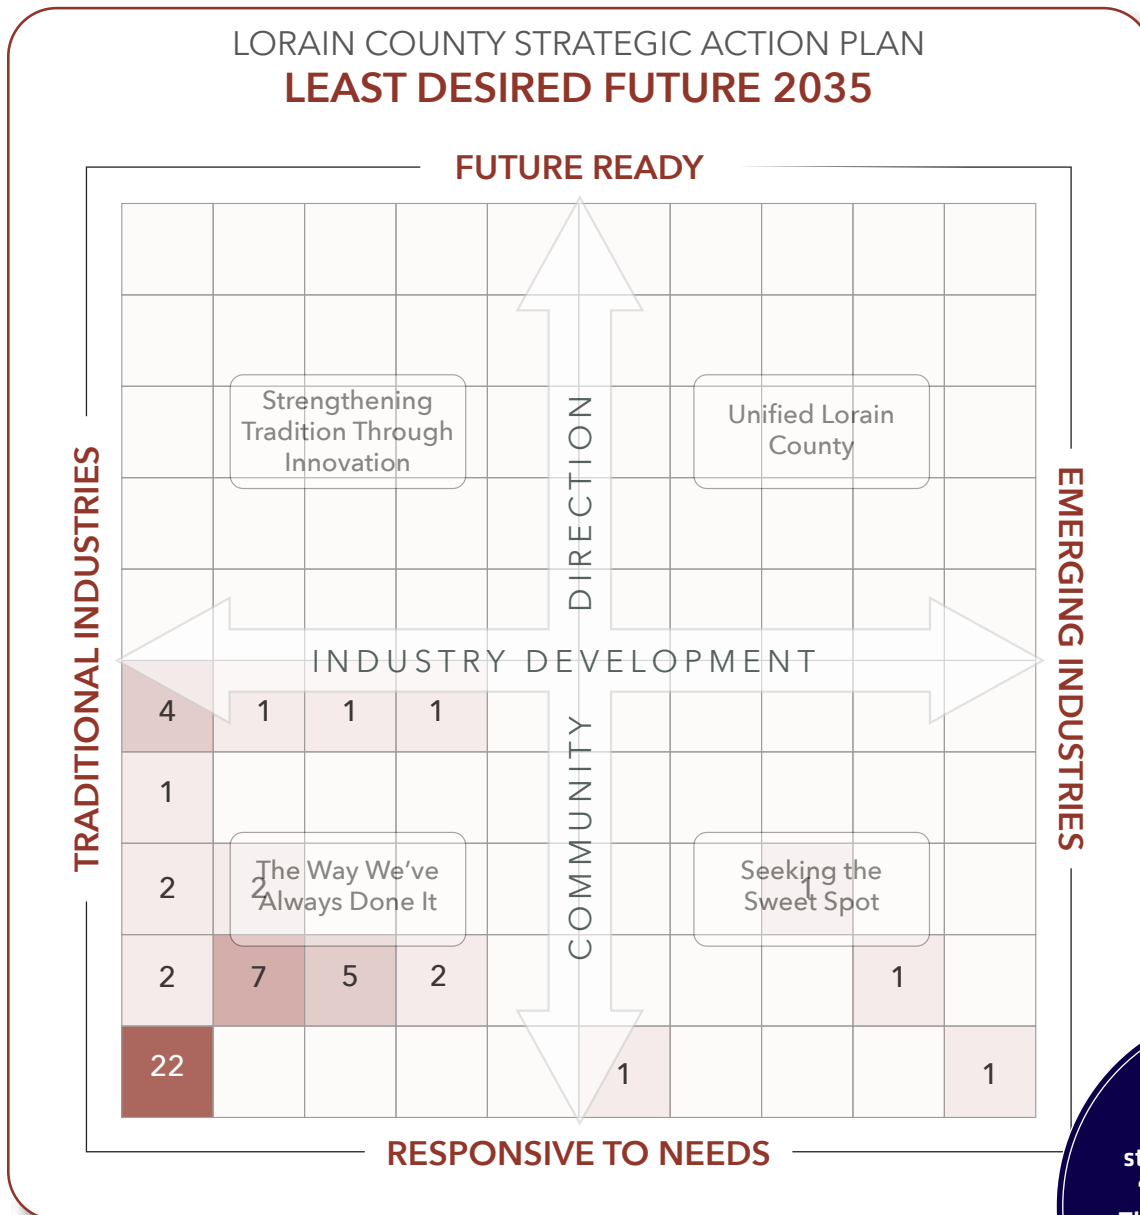 LORAIN COUNTY STRATEGIC ACTION PLAN
LEAST DESIRED FUTURE 2035
FUTURE READY
TRADITIONAL INDUSTRIES
EMERGING INDUSTRIES
Strengthening
Tradition Through
Innovation
Unified Lorain
County
DIRECTION
INDUSTRY DEVELOPMENT
COMMUNITY
4 1 1 1
1
2 2 1
The Way We've
Always Done It
Seeking the
Sweet Spot
2 7 5 2 1
22 1 1
RESPONSIVE TO NEEDS